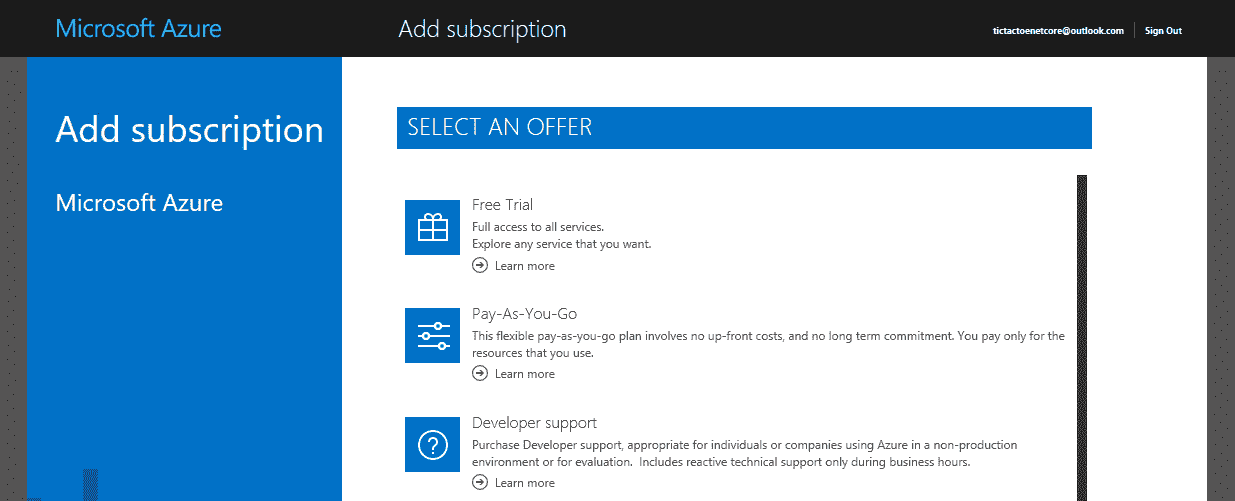 Microsoft Azure
Add subscription
tictactoenetcore@outlook.com
Sign Out
Add subscription
Microsoft Azure
SELECT AN OFFER
Free Trial
Full access to all services.
Explore any service that you want.
Learn more
Pay-As-You-Go
This flexible pay-as-you-go plan involves no up-front costs, and no long term commitment. You pay only for the
resources that you use.
Learn more
Developer support
Purchase Developer support, appropriate for individuals or companies using Azure in a non-production
environment or for evaluation.  Includes reactive technical support only during business hours.
Learn more